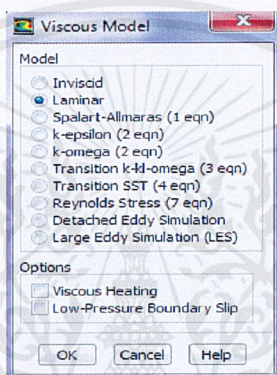 Viscous Model
Model
Inviscid
Laminar
Spalart-Allmaras (1 eqn)
k-epsilon (2 eqn)
k-omega (2 eqn)
Transition k-kl-omega (3 eqn)
Transition SST (4 eqn)
Reynolds Stress (7 eqn)
Detached Eddy Simulation
Large Eddy Simulation (LES)
Options
Viscous Heating
Low-Pressure Boundary Slip
OK Cancel Help